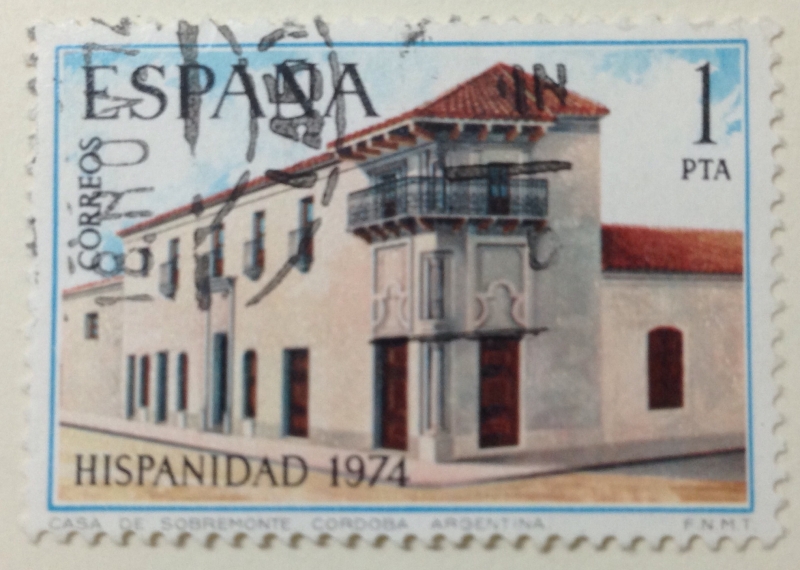 ESPAÑA
1
PTA
CORREOS
HISPANIDAD 1974
CASA DE SOBREMONTE CORDOBA ARGENTINA
F.N.M.T.